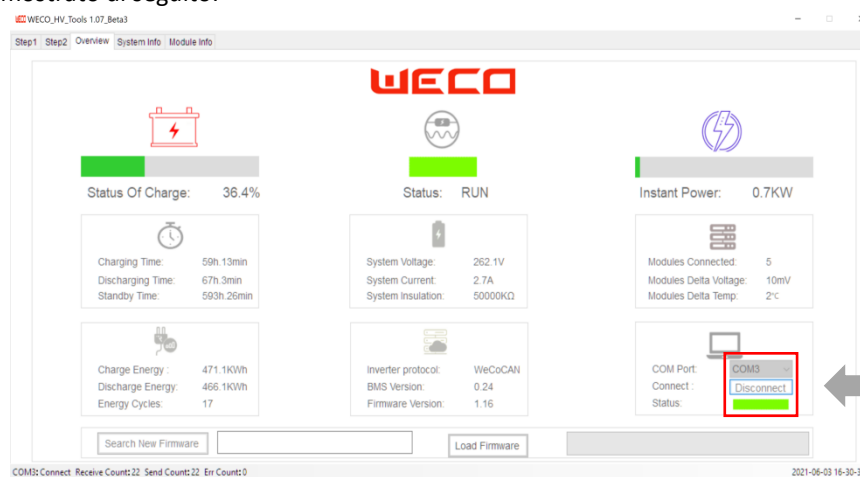 WECO_HV_Tools 1.07_Beta3
Step1 Step2 Overview System Info Module Info
WECO
Status Of Charge: 36.4%
Status: RUN
Instant Power: 0.7KW
Charging Time: 59h.13min
Discharging Time: 67h.3min
Standby Time: 593h.26min
System Voltage: 262.1V
System Current: 2.7A
System Insulation: 50000KΩ
Modules Connected: 5
Modules Delta Voltage: 10mV
Modules Delta Temp: 2℃
Charge Energy : 471.1KWh
Discharge Energy: 466.1KWh
Energy Cycles: 17
Inverter protocol: WeCoCAN
BMS Version: 0.24
Firmware Version: 1.16
COM Port: COM3
Connect : Disconnect
Status:
Search New Firmware
Load Firmware
COM3: Connect Receive Count: 22 Send Count: 22 Err Count: 0
2021-06-03 16-30-3